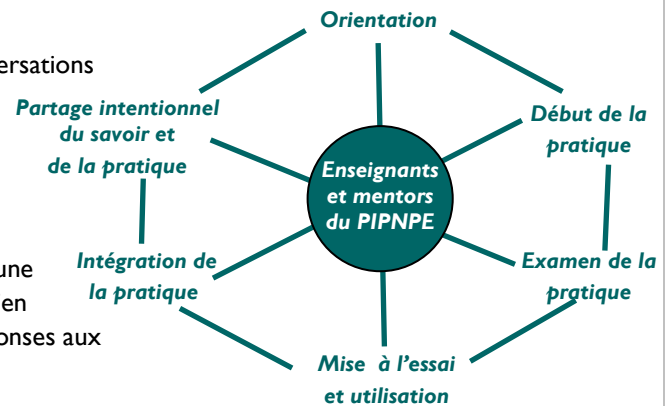 Orientation
ersations
Partage intentionnel
du savoir et
de la pratique
Début de la
pratique
Enseignants
et mentors
du PIPNPE
une
en
onses aux
Intégration de
la pratique
Examen de la
pratique
Mise à l’essai
et utilisation